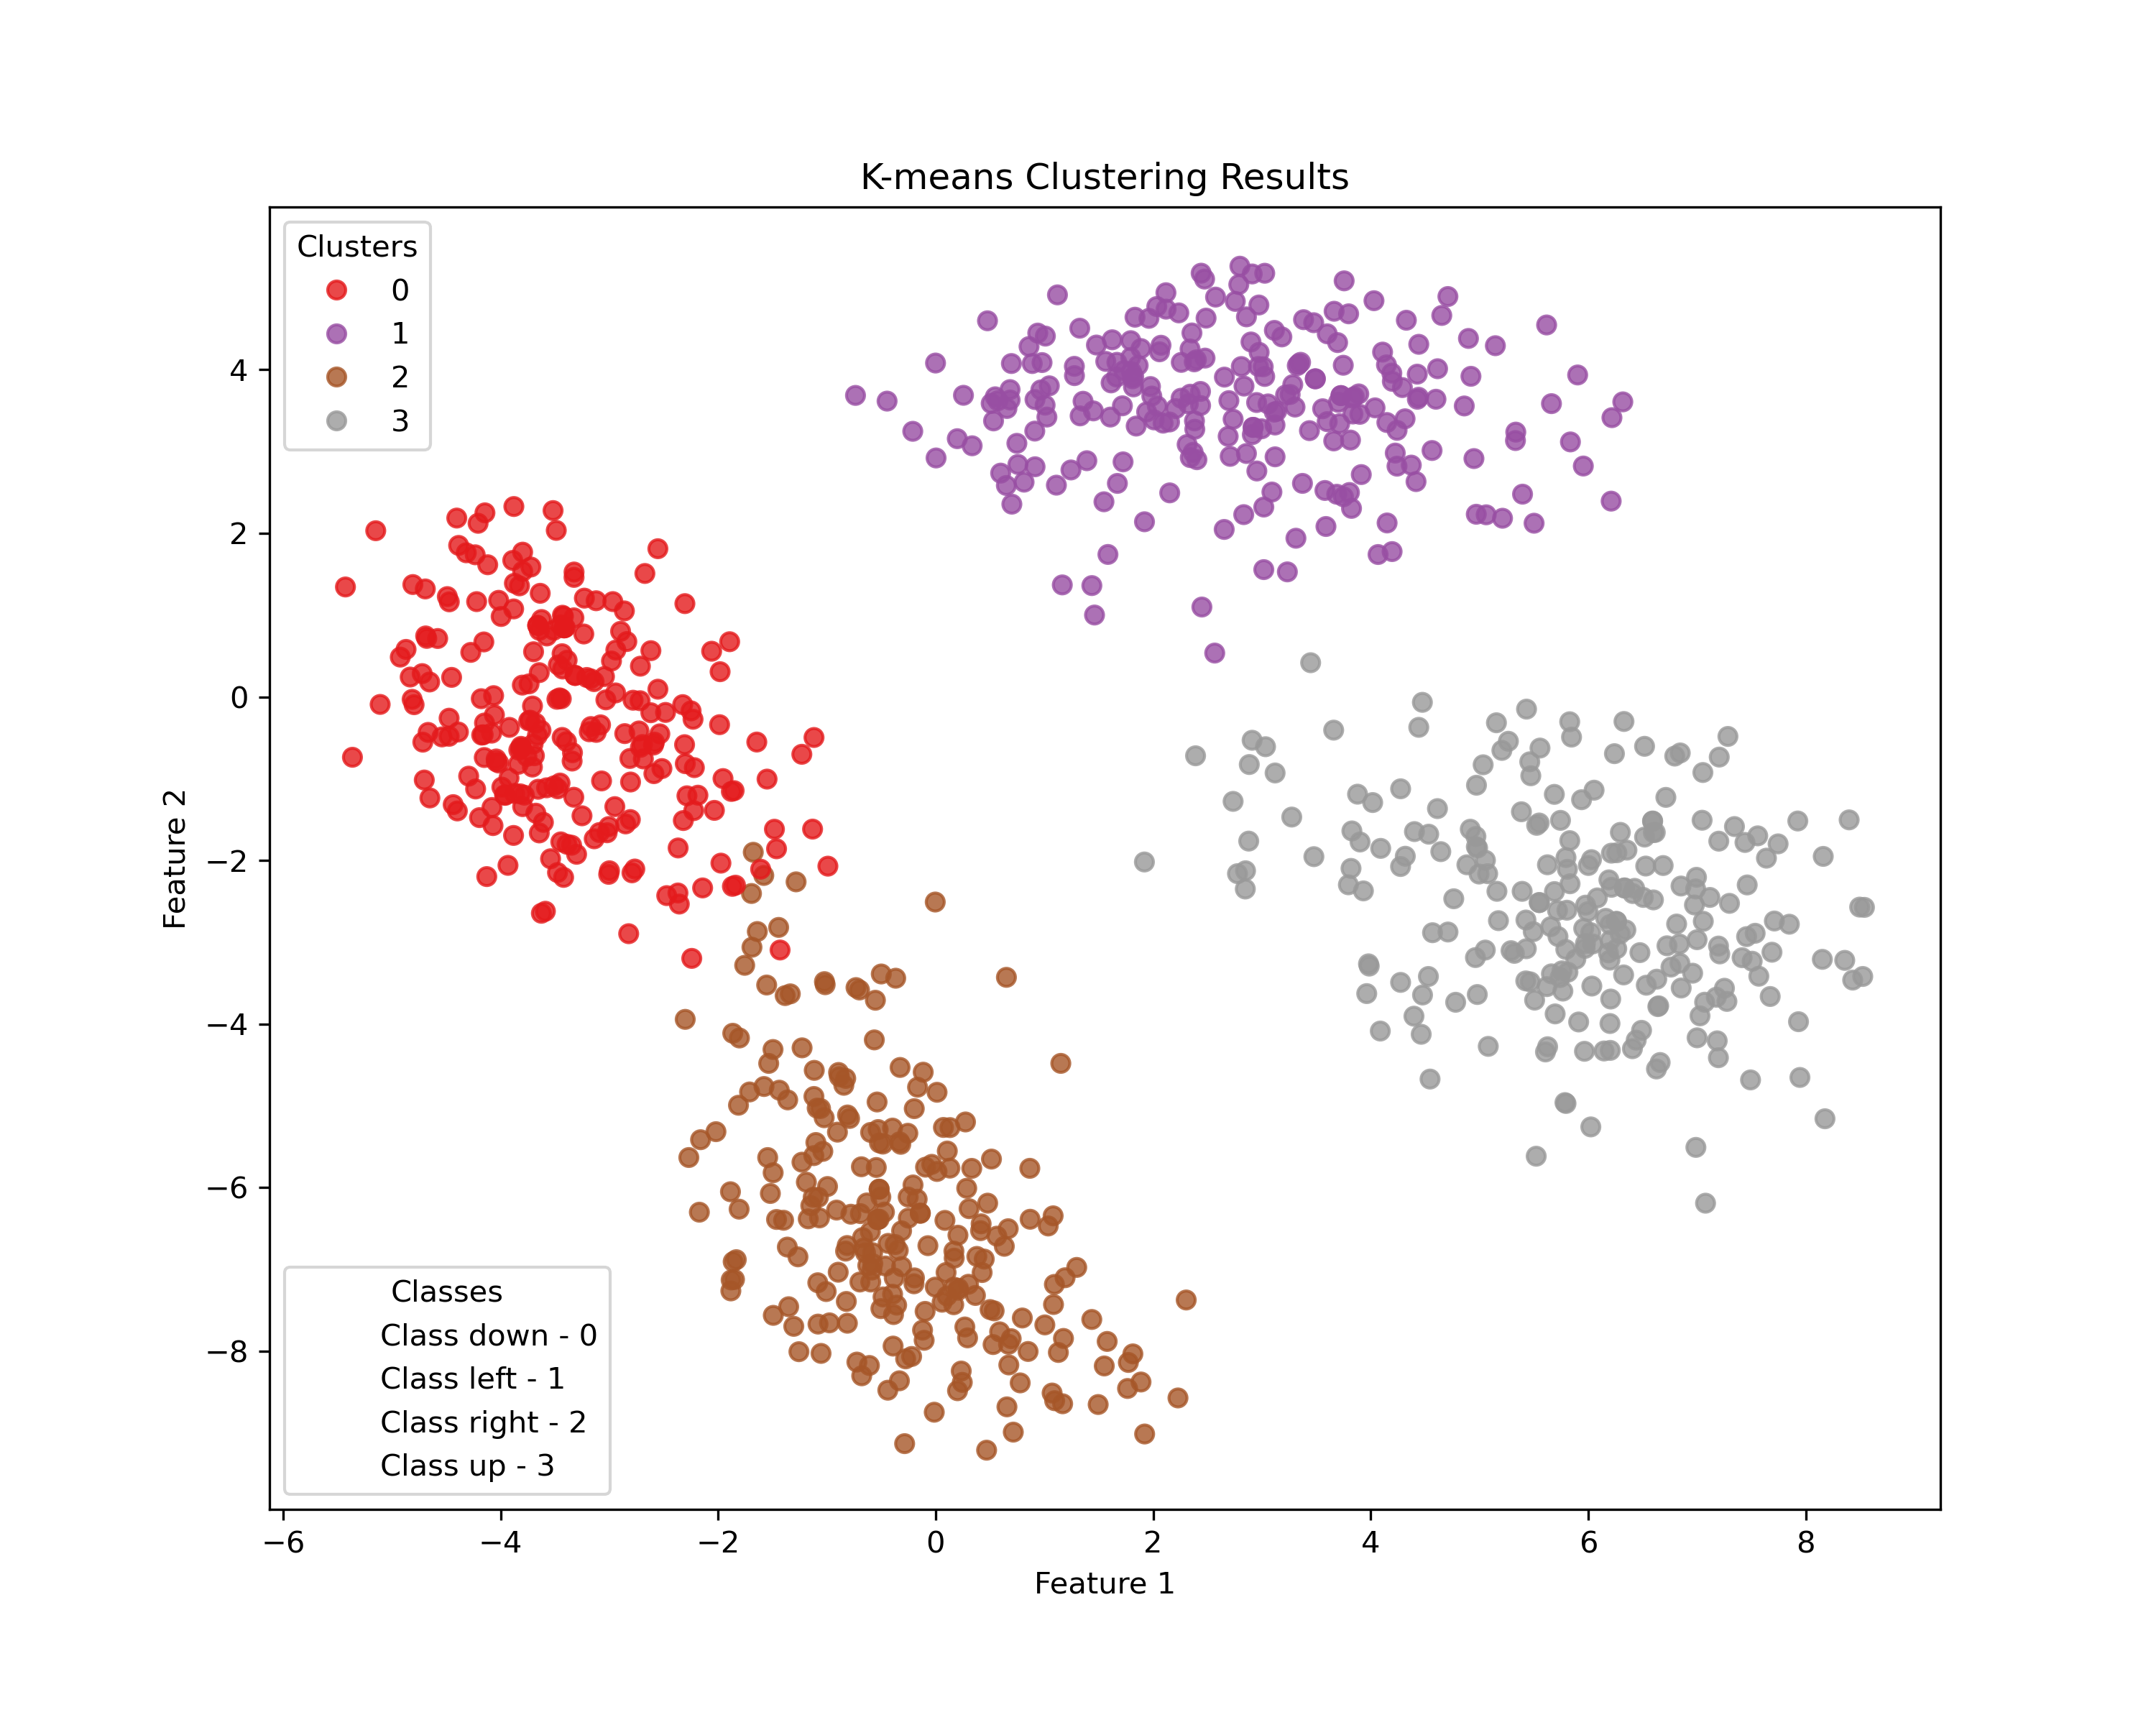 K-means Clustering Results
Clusters
0
1
2
3
4
2
0
−2
−4
−6
−8
Feature 2
Classes
Class down - 0
Class left - 1
Class right - 2
Class up - 3
−6 −4 −2 0 2 4 6 8
Feature 1